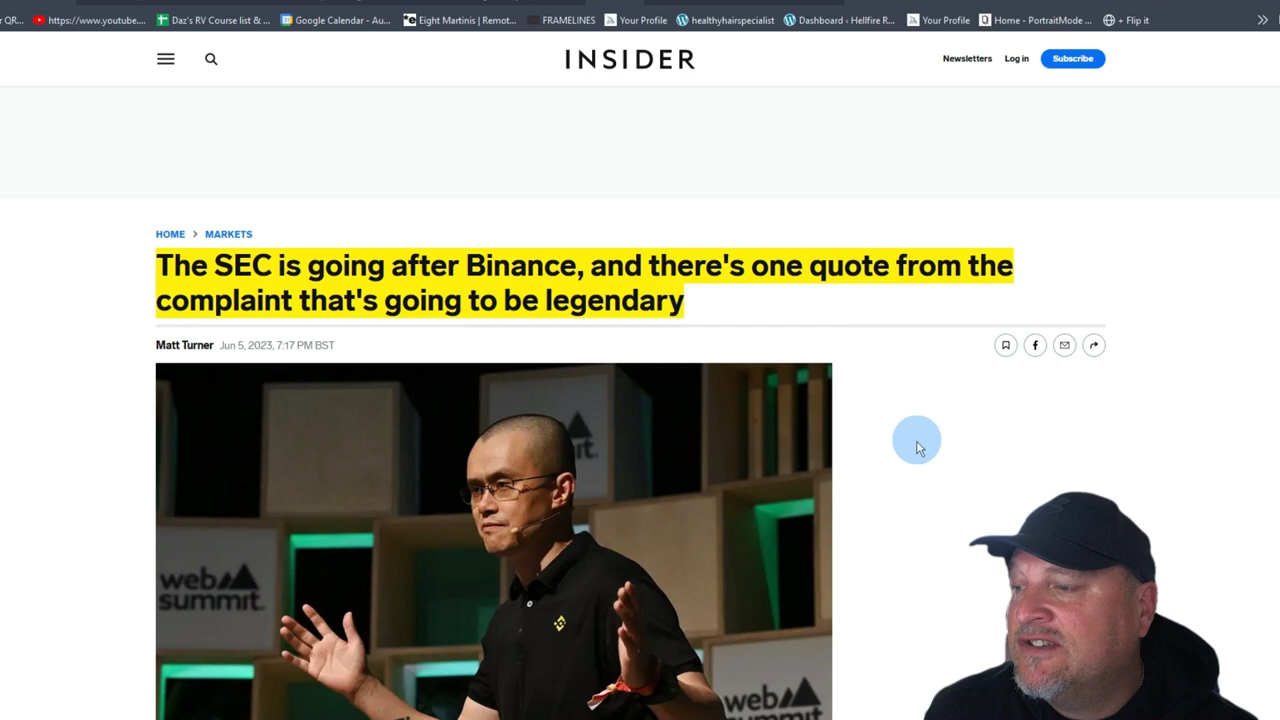 QR...
https://www.youtube....
Daz's RV Course list & ...
Google Calendar - Au...
Eight Martinis | Remot...
FRAMELINES
Your Profile
healthyhairspecialist
Dashboard ‹ Hellfire R...
Your Profile
Home - PortraitMode ...
+ Flip it
INSIDER
Newsletters
Log in
Subscribe
HOME > MARKETS
The SEC is going after Binance, and there's one quote from the
complaint that's going to be legendary
Matt Turner Jun 5, 2023, 7:17 PM BST
web
summit.
web
summit